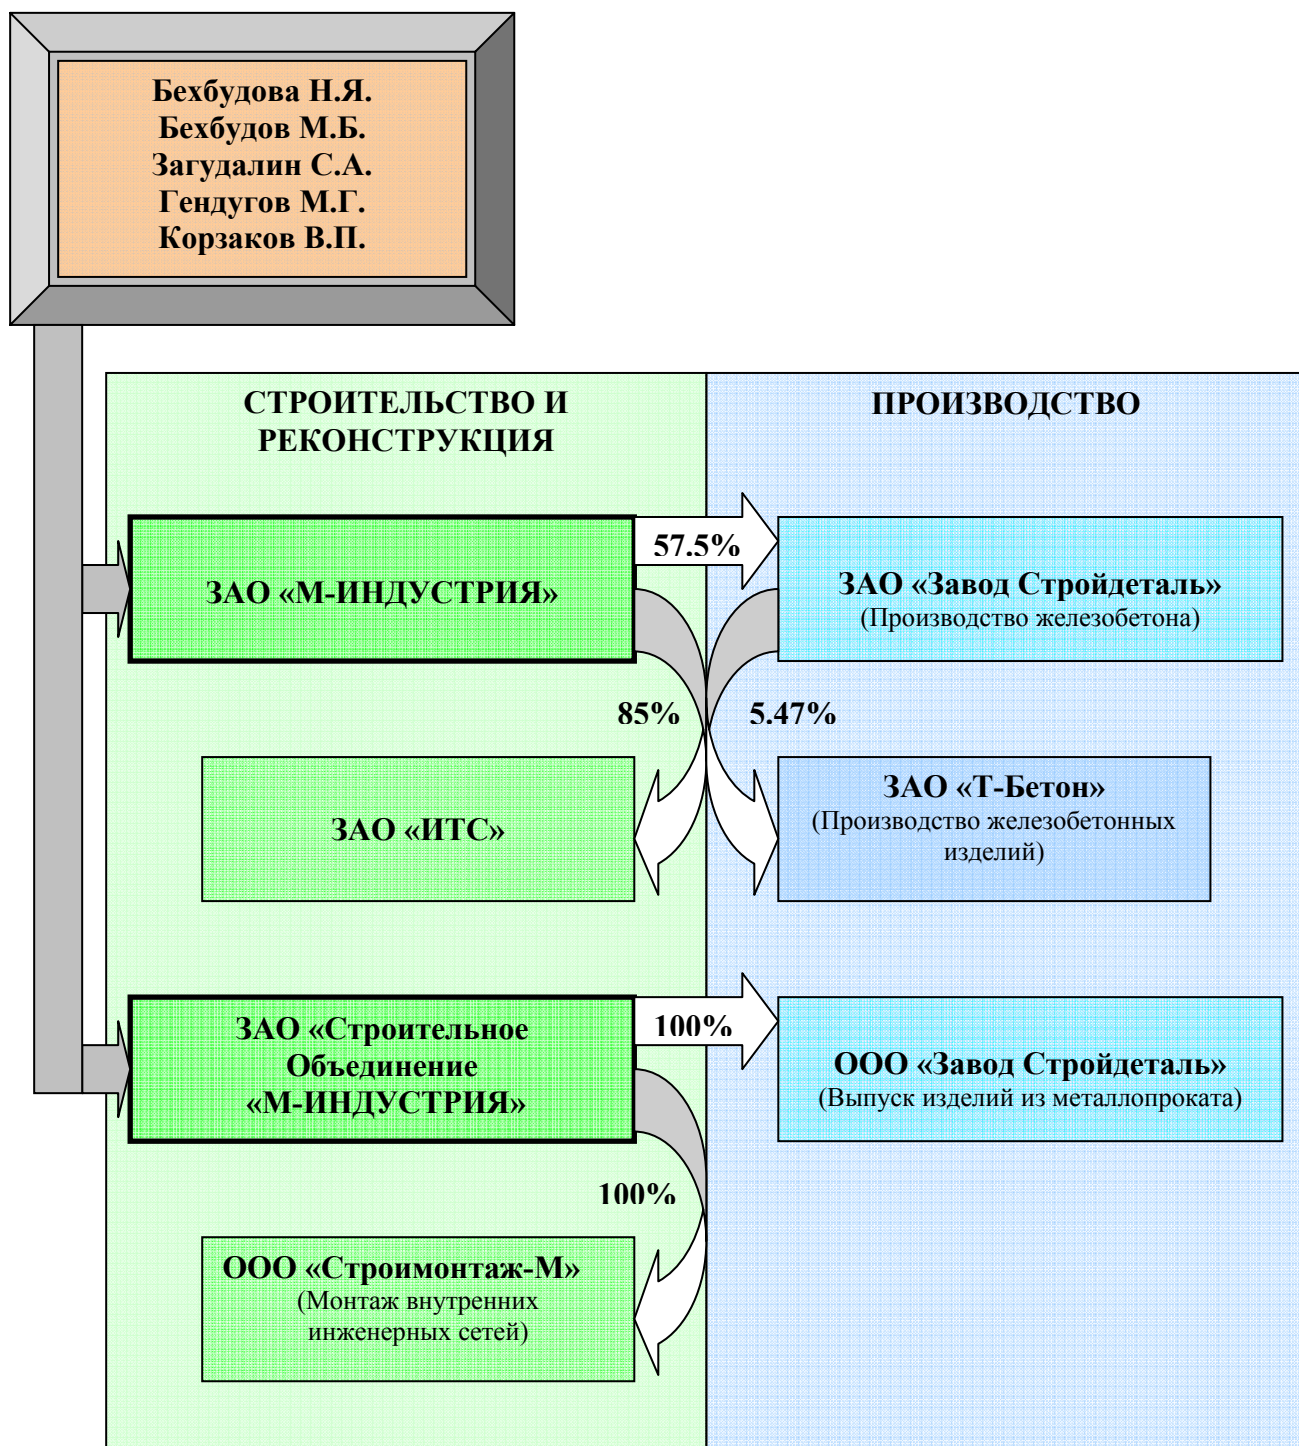 Бехбудова Н.Я.
Бехбудов М.Б.
Загудалин С.А.
Гендугов М.Г.
Корзаков В.П.
СТРОИТЕЛЬСТВО И
РЕКОНСТРУКЦИЯ
ПРОИЗВОДСТВО
ЗАО «М-ИНДУСТРИЯ»
57.5%
ЗАО «Завод Стройдеталь»
(Производство железобетона)
85%
5.47%
ЗАО «ИТС»
ЗАО «Т-Бетон»
(Производство железобетонных
изделий)
ЗАО «Строительное
Объединение
«М-ИНДУСТРИЯ»
100%
ООО «Завод Стройдеталь»
(Выпуск изделий из металлопроката)
100%
ООО «Строимонтаж-М»
(Монтаж внутренних
инженерных сетей)